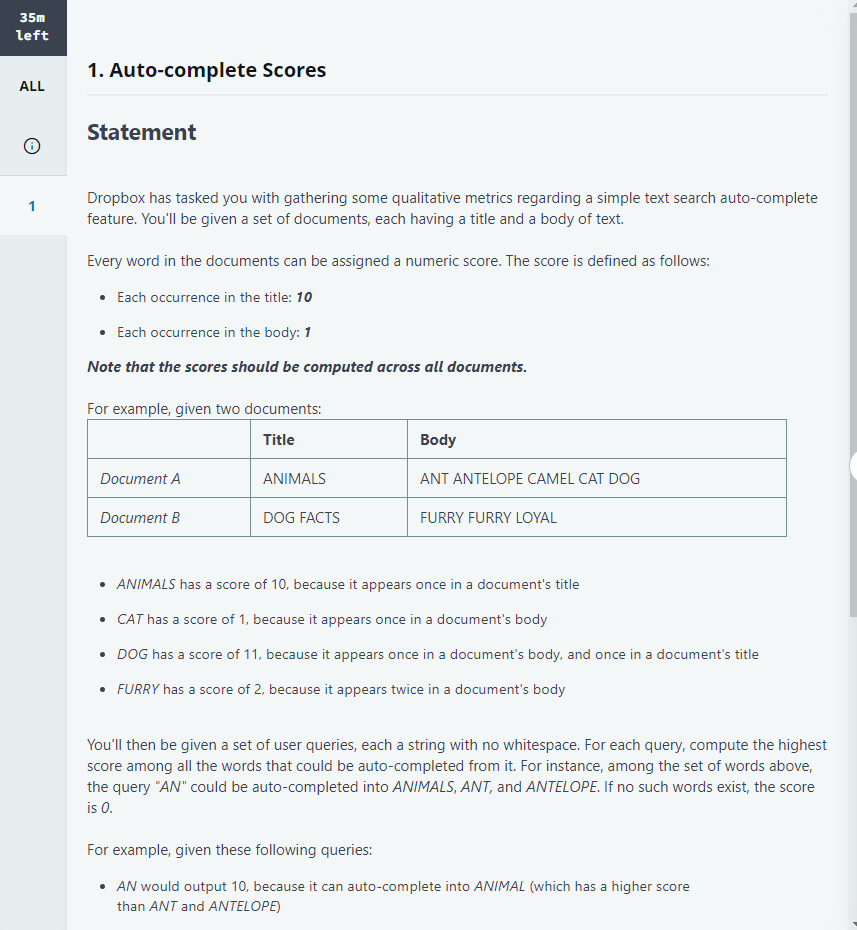 35m
left
ALL
1
1. Auto-complete Scores
Statement
Dropbox has tasked you with gathering some qualitative metrics regarding a simple text search auto-complete
feature. You'll be given a set of documents, each having a title and a body of text.
Every word in the documents can be assigned a numeric score. The score is defined as follows:
• Each occurrence in the title: 10
• Each occurrence in the body: 1
Note that the scores should be computed across all documents.
For example, given two documents:
Title Body
Document A ANIMALS ANT ANTELOPE CAMEL CAT DOG
Document B DOG FACTS FURRY FURRY LOYAL
• ANIMALS has a score of 10, because it appears once in a document's title
• CAT has a score of 1, because it appears once in a document's body
• DOG has a score of 11, because it appears once in a document's body, and once in a document's title
• FURRY has a score of 2, because it appears twice in a document's body
You'll then be given a set of user queries, each a string with no whitespace. For each query, compute the highest
score among all the words that could be auto-completed from it. For instance, among the set of words above,
the query "AN" could be auto-completed into ANIMALS, ANT, and ANTELOPE. If no such words exist, the score
is 0.
For example, given these following queries:
• AN would output 10, because it can auto-complete into ANIMAL (which has a higher score
than ANT and ANTELOPE)